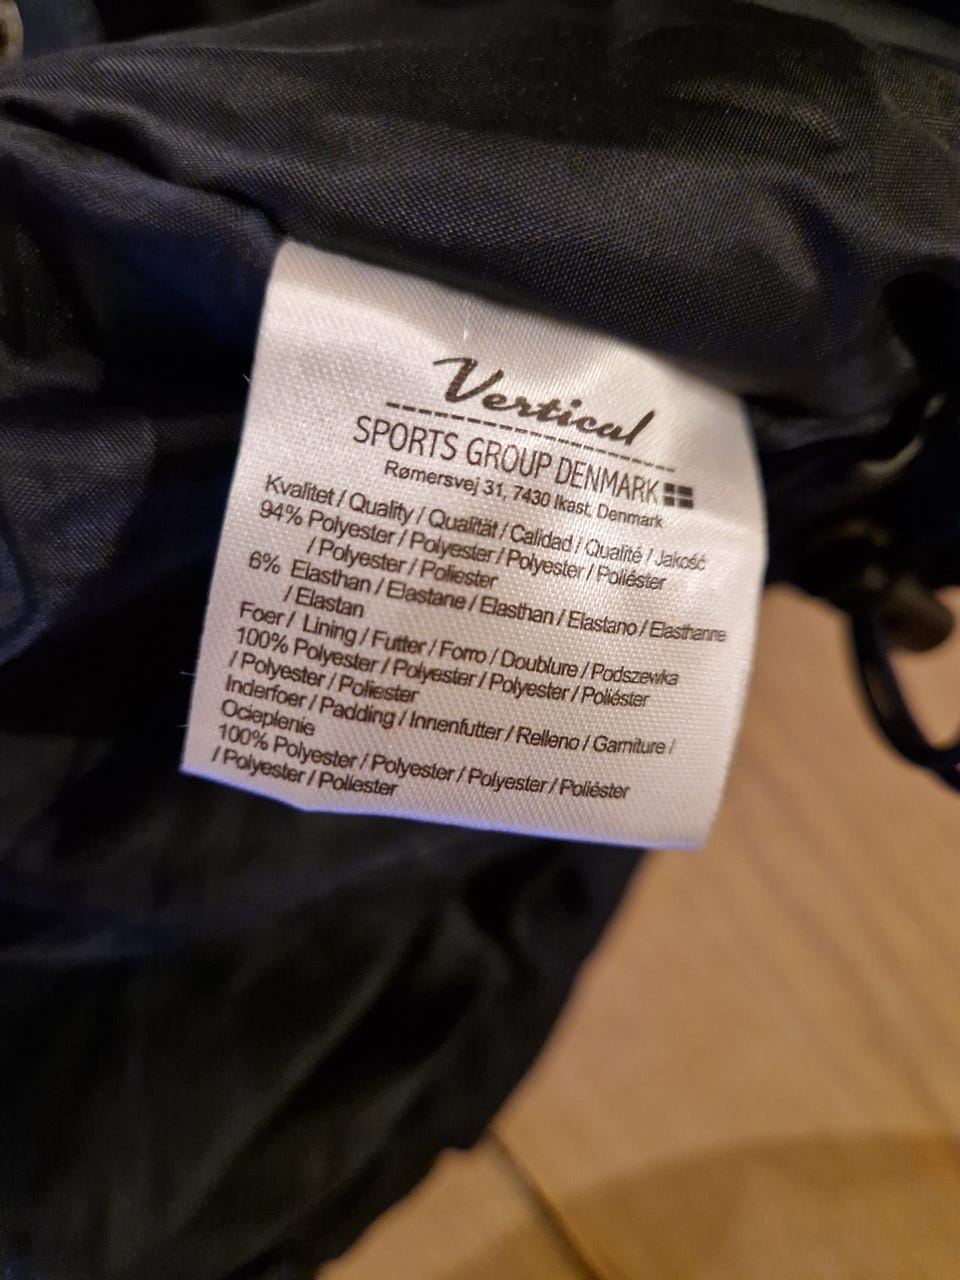 Vertical
SPORTS GROUP DENMARK
Rømersvej 31, 7430 Ikast, Denmark
Kvalitet / Quality / Qualität / Calidad / Qualité / Jakość
94% Polyester / Polyester / Polyester / Poliéster
/ Polyester / Poliester
6% Elasthan / Elastane / Elasthan / Elastano / Elasthanne
/ Elastan
Foer / Lining / Futter / Forro / Doublure / Podszewka
100% Polyester / Polyester / Polyester / Poliéster
/ Polyester / Poliester
Inderfoer / Padding / Innenfutter / Relleno / Garniture /
Ocieplenie
100% Polyester / Polyester / Polyester / Poliéster
/ Polyester / Poliester